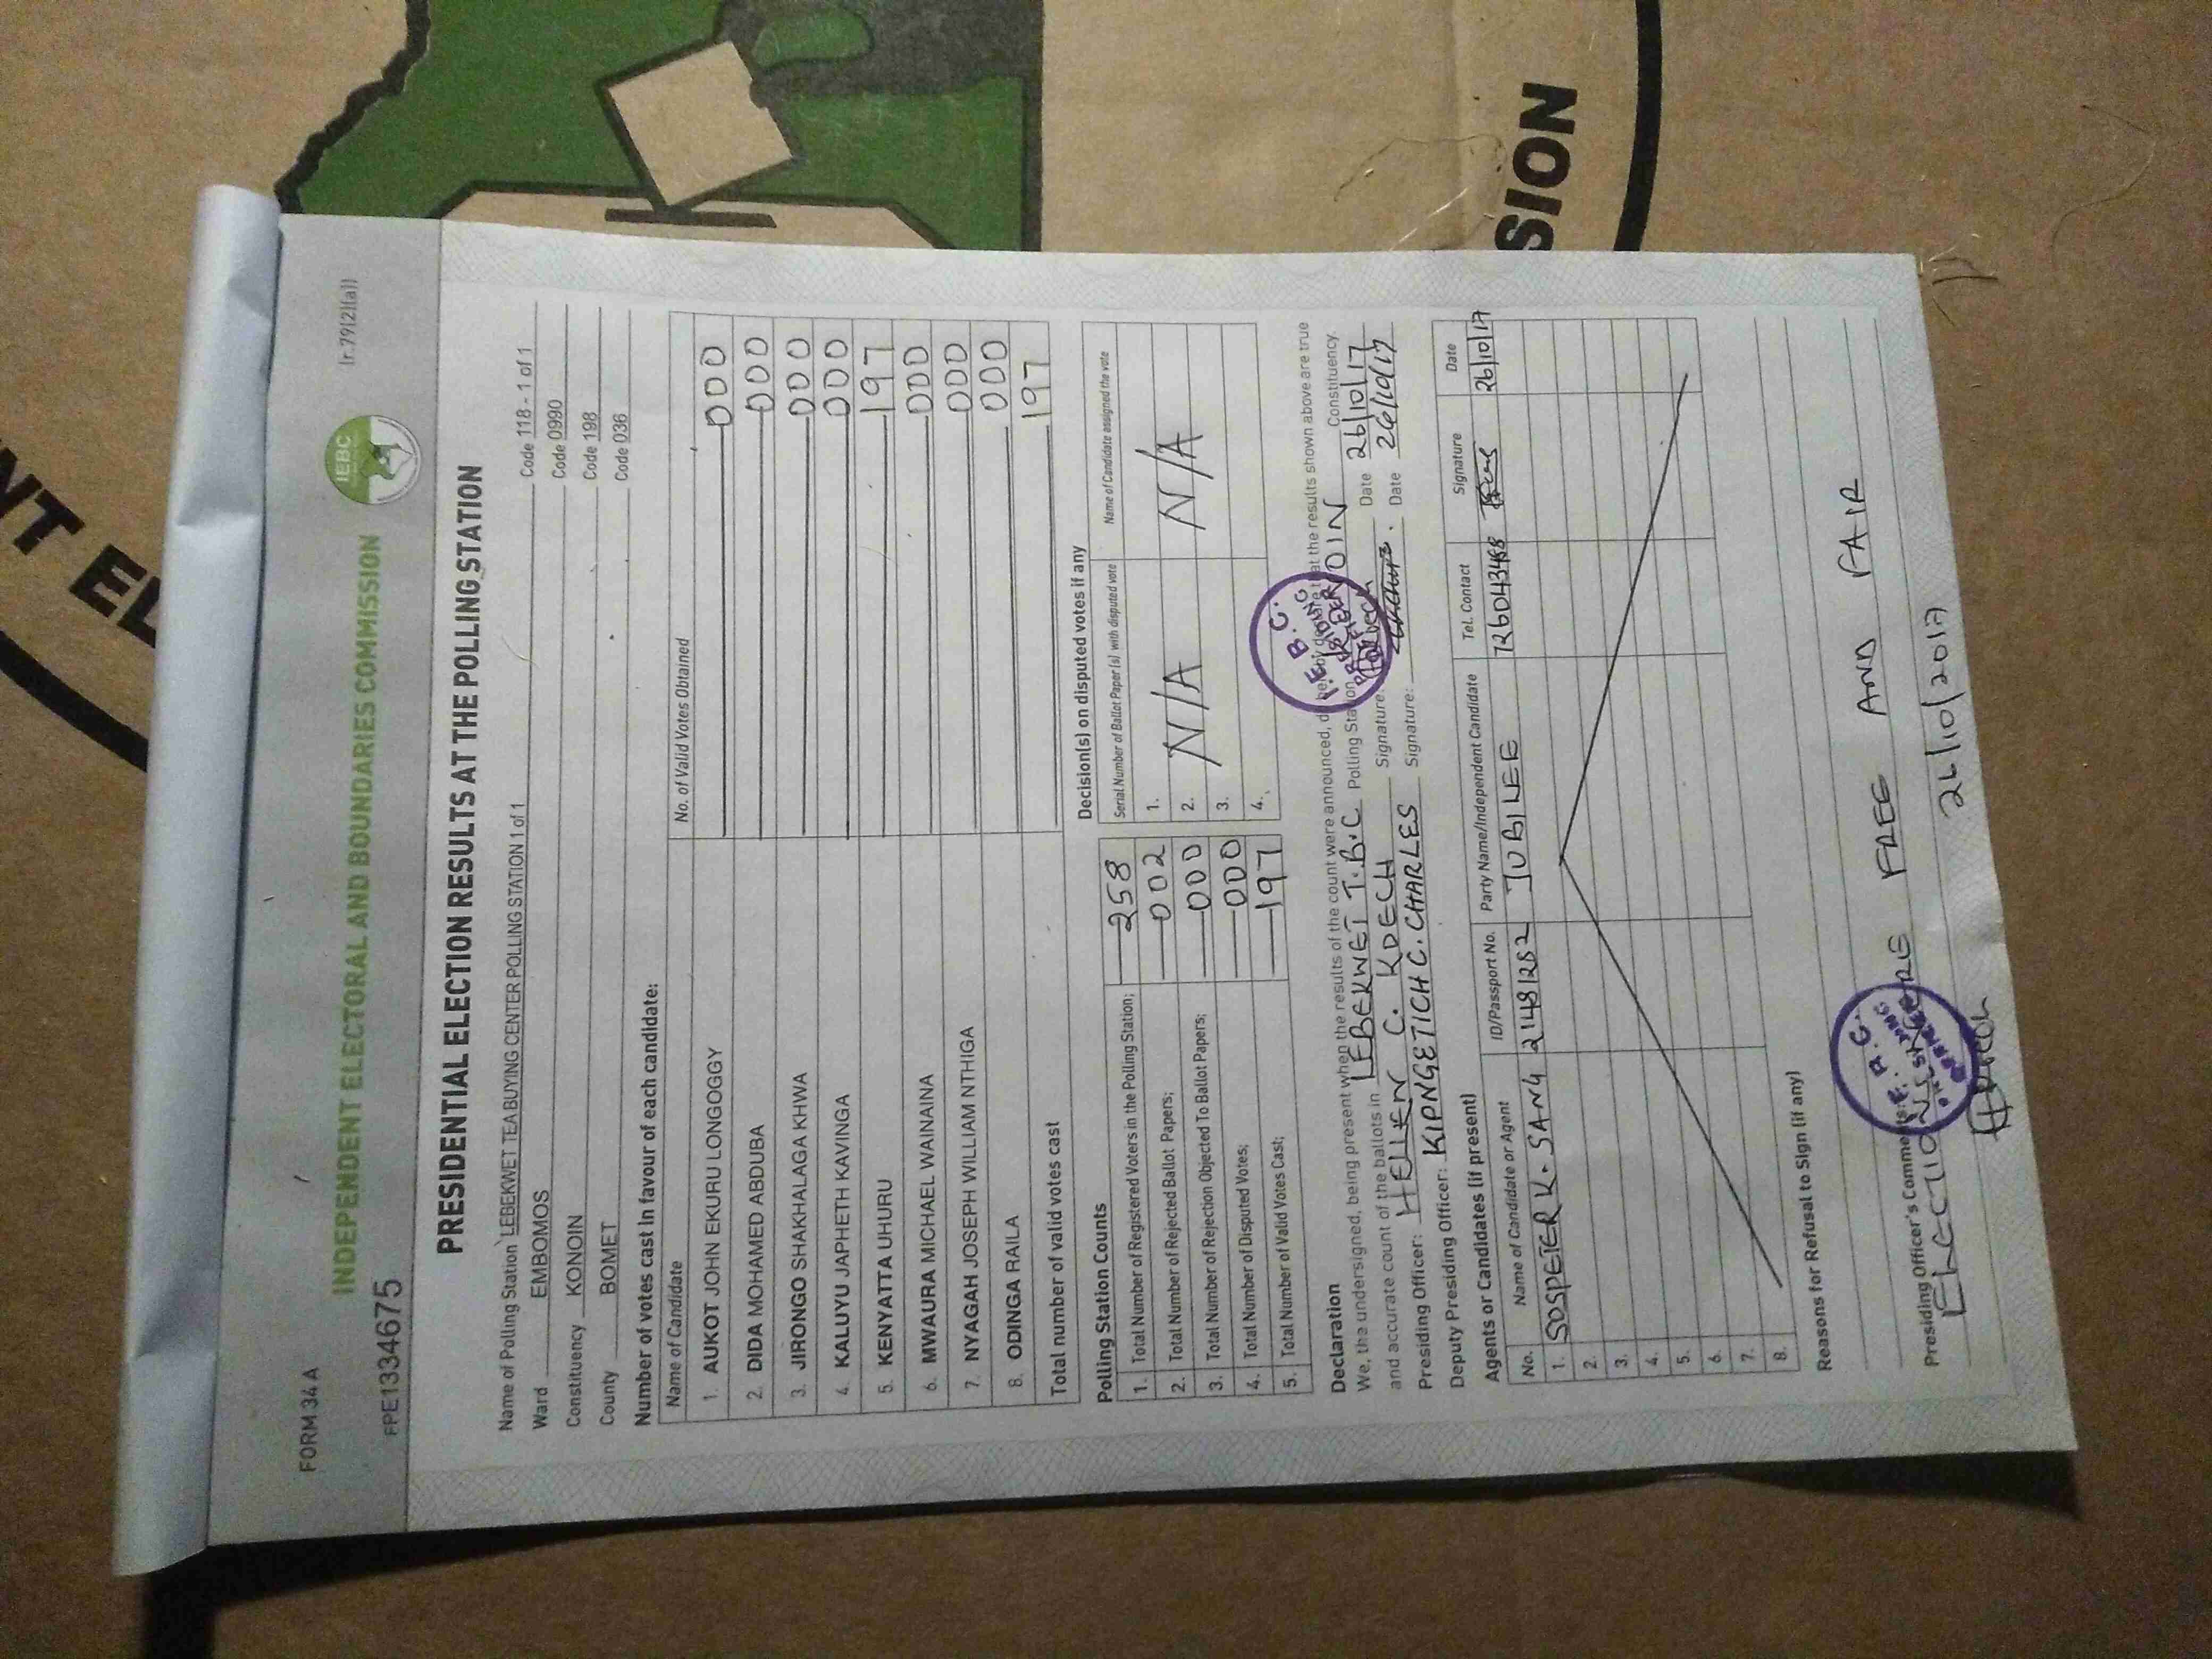 NT EL
SION
FORM 34 A
(r.79(2)(a))
INDEPENDENT ELECTORAL AND BOUNDARIES COMMISSION
IEBC
FPE1334675
PRESIDENTIAL ELECTION RESULTS AT THE POLLING STATION
Name of Polling Station LEBEKWET TEA BUYING CENTER POLLING STATION 1 of 1 Code 118 - 1 of 1
Ward EMBOMOS Code 0990
Constituency KONOIN Code 198
County BOMET Code 036
Number of votes cast in favour of each candidate:
Name of Candidate No. of Valid Votes Obtained
1. AUKOT JOHN EKURU LONGOGGY 000
2. DIDA MOHAMED ABDUBA 000
3. JIRONGO SHAKHALAGA KHWA 000
4. KALUYU JAPHETH KAVINGA 000
5. KENYATTA UHURU 197
6. MWAURA MICHAEL WAINAINA 000
7. NYAGAH JOSEPH WILLIAM NTHIGA 000
8. ODINGA RAILA 000
Total number of valid votes cast 197
Polling Station Counts
1. Total Number of Registered Voters in the Polling Station; 258
2. Total Number of Rejected Ballot Papers; 002
3. Total Number of Rejection Objected To Ballot Papers; 000
4. Total Number of Disputed Votes; 000
5. Total Number of Valid Votes Cast; 197
Decision(s) on disputed votes if any
Serial Number of Ballot Paper(s) with disputed vote Name of Candidate assigned the vote
1.
2. N/A N/A
3.
4.
Declaration
We, the undersigned, being present when the results of the count were announced, do hereby declare that the results shown above are true
and accurate count of the ballots in LEBEKWET T.B.C Polling Station KONOIN Constituency.
Presiding Officer: HELLEN C. KOECH Signature: Date 26/10/17
Deputy Presiding Officer: KIPNGETICH C. CHARLES Signature: Date 26/10/17
I.E.B.C.
PRESIDING
OFFICER
Agents or Candidates (if present)
No. Name of Candidate or Agent ID/Passport No. Party Name/Independent Candidate Tel. Contact Signature Date
1. SOSPETER K. SANG 21481282 JUBILEE 26/10/17
2.
3.
4.
5.
6.
7.
8.
Reasons for Refusal to Sign (if any)
Presiding Officer's Comments:
ELECTIONS WERE FREE AND FAIR
26/10/2017